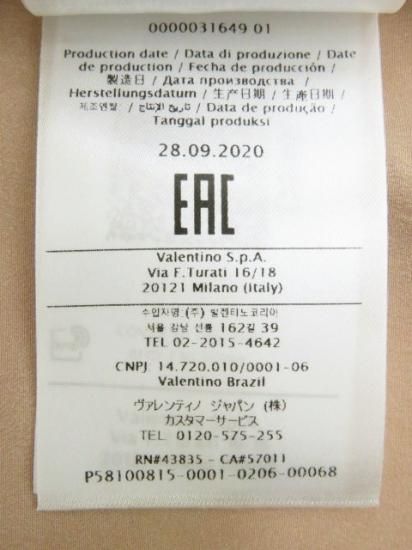 0000031649 01
Production date / Data di produzione / Date
de production / Fecha de producción /
製造日 / Дата производства /
Herstellungsdatum / 生产日期 / 生産日期 /
제조연월: / تاريخ الإنتاج / Data de produção /
Tanggal produksi
28.09.2020
EAC
Valentino S.p.A.
Via F.Turati 16/18
20121 Milano (Italy)
수입자명:(주) 발렌티노코리아
서울 강남 선릉 162길 39
TEL 02-2015-4642
CNPJ 14.720.010/0001-06
Valentino Brazil
ヴァレンティノ ジャパン (株)
カスタマーサービス
TEL 0120-575-255
RN#43835 - CA#57011
P58100815-0001-0206-00068